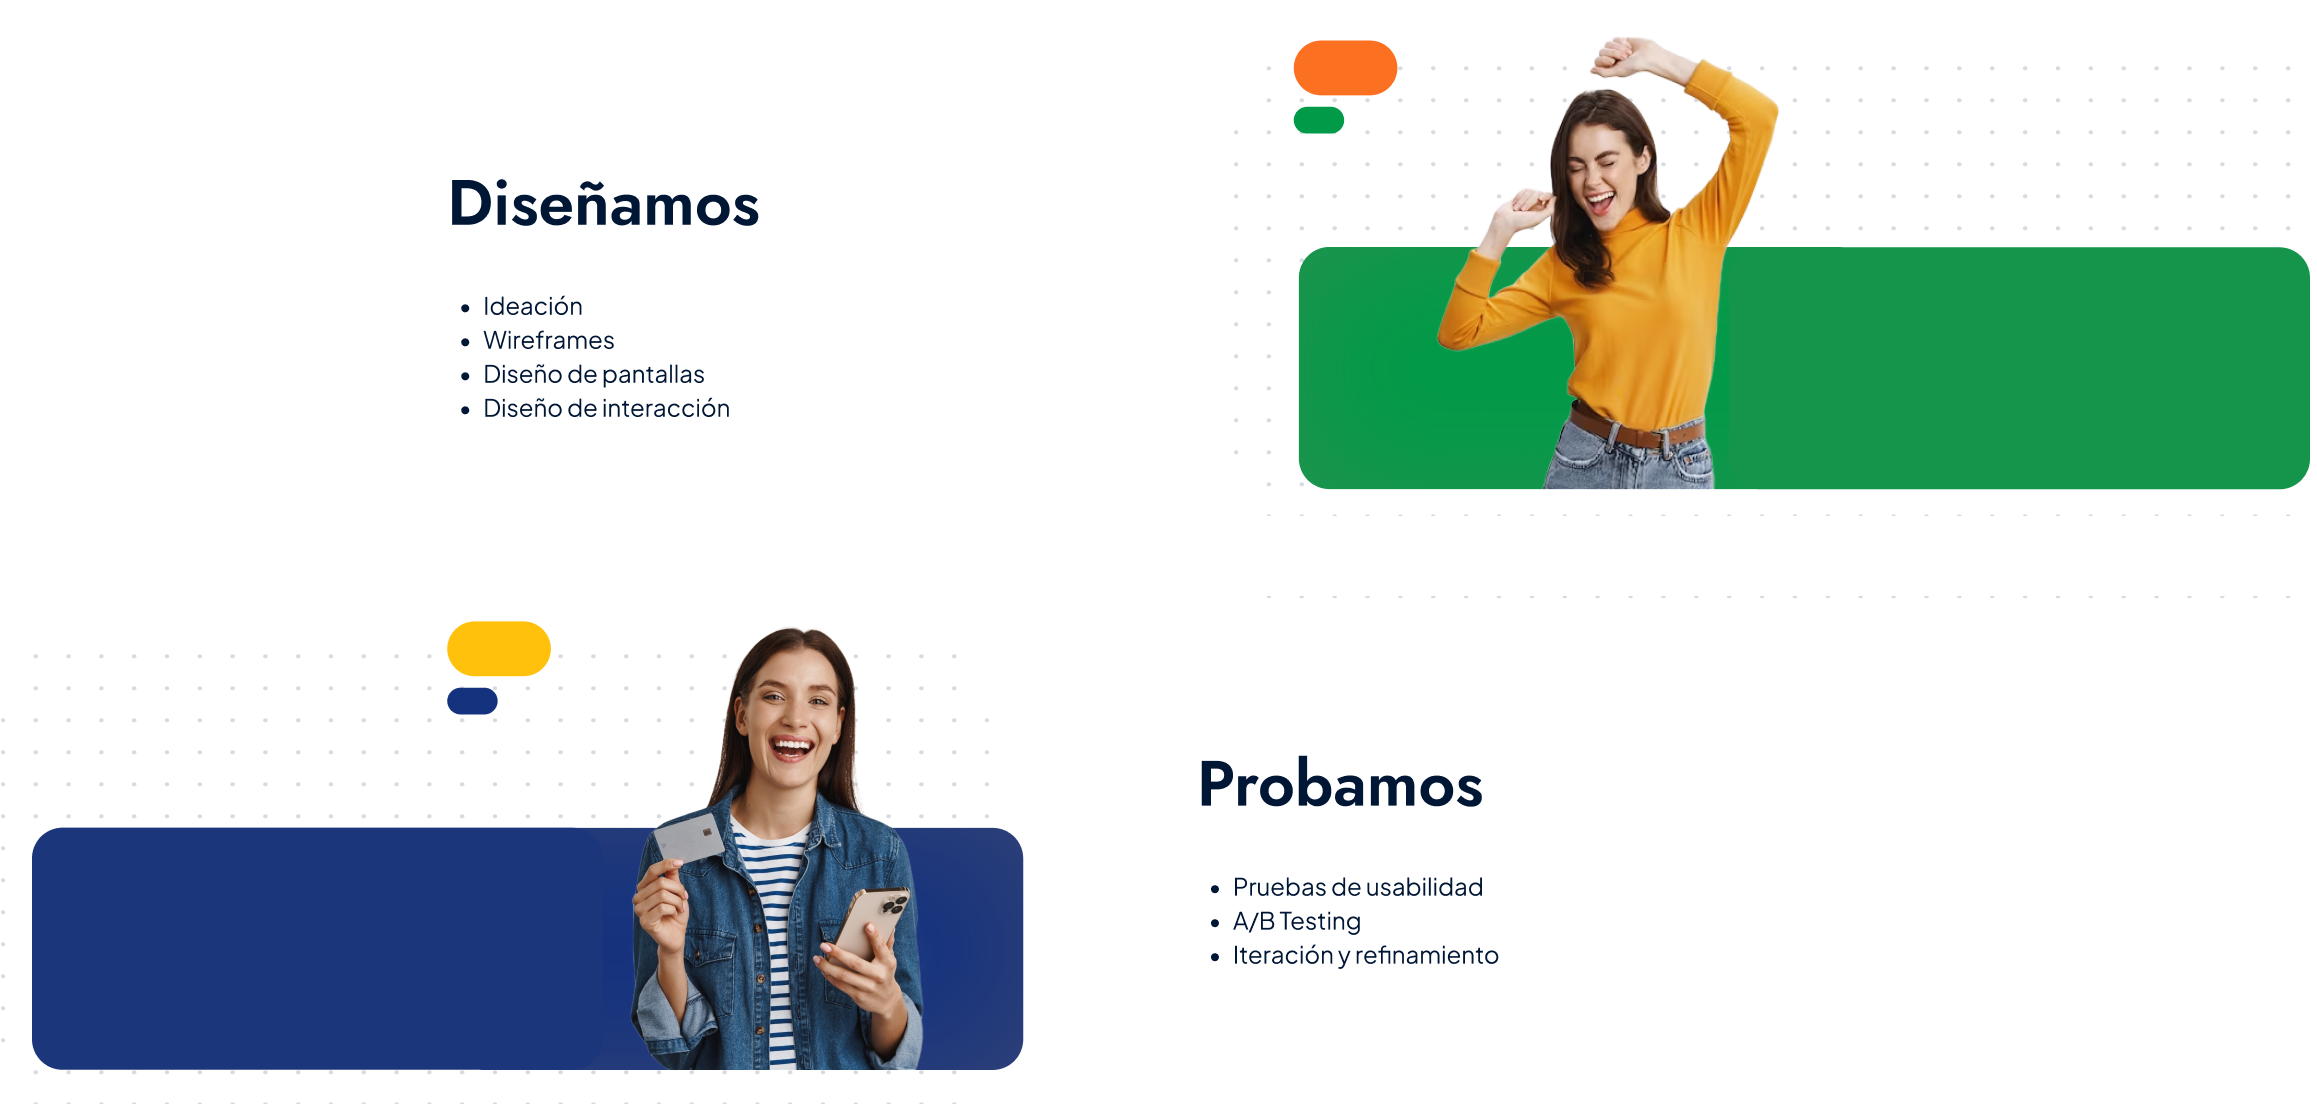 Diseñamos
• Ideación
• Wireframes
• Diseño de pantallas
• Diseño de interacción
Probamos
• Pruebas de usabilidad
• A/B Testing
• Iteración y refinamiento